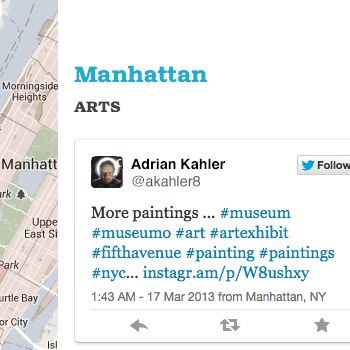 Manhattan
ARTS
Morningside
Heights
Manhatt
Park
Uppe
East Si
Park
urtle Bay
or City
Isl
Adrian Kahler
@akahler8
Follow
More paintings ... #museum
#museumo #art #artexhibit
#fifthavenue #painting #paintings
#nyc... instagr.am/p/W8ushxy
1:43 AM - 17 Mar 2013 from Manhattan, NY